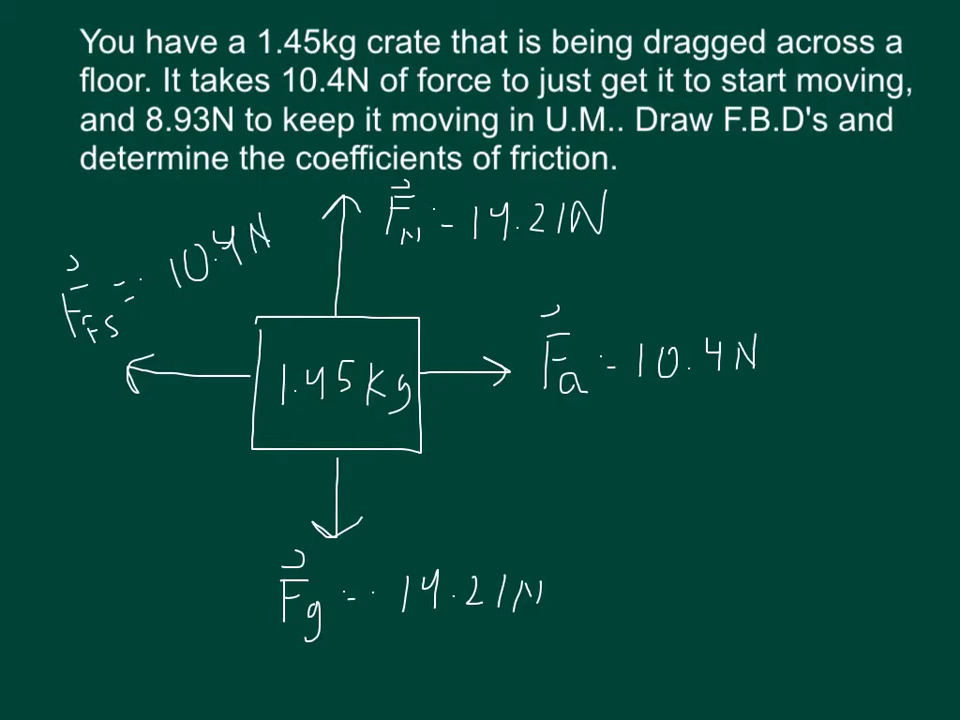 You have a 1.45kg crate that is being dragged across a
floor. It takes 10.4N of force to just get it to start moving,
and 8.93N to keep it moving in U.M.. Draw F.B.D's and
determine the coefficients of friction.
F⃗N = 14.21N
F⃗FS = 10.4N
F⃗a = 10.4N
1.45kg
F⃗g = 14.21N